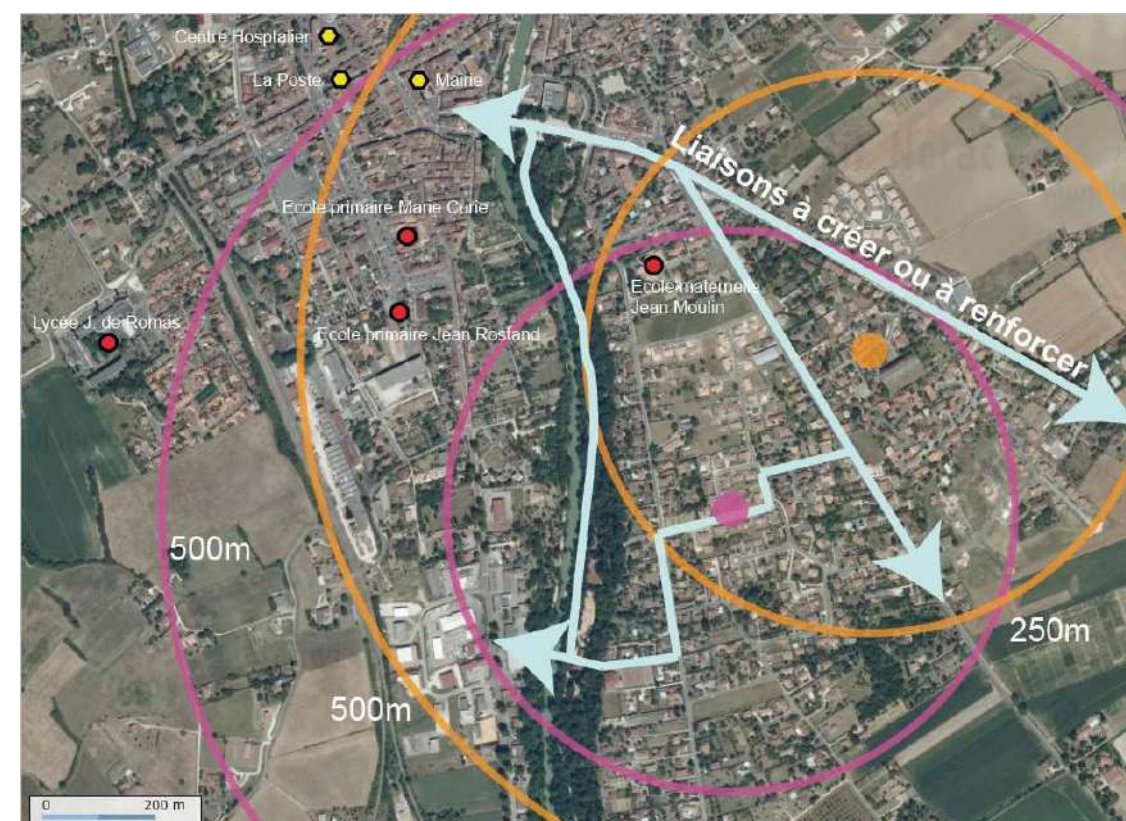 Centre Hospitalier
La Poste
Mairie
Liaisons à créer ou à renforcer
Ecole primaire Marie Curie
Ecole maternelle
Jean Moulin
Lycée J. de Romas
Ecole primaire Jean Rostand
500m
250m
500m
0 200 m